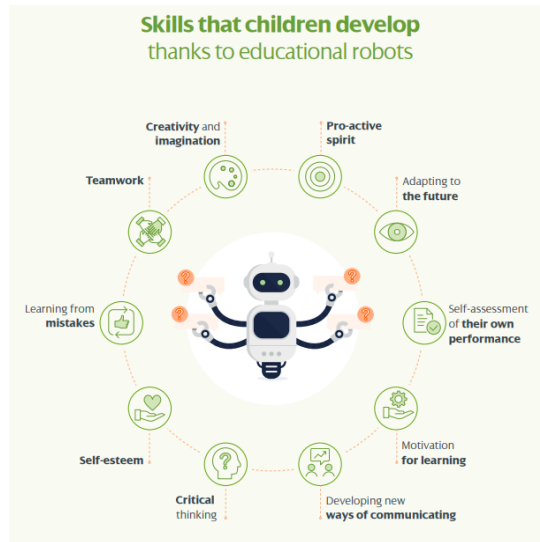 Skills that children develop
thanks to educational robots
Creativity and
imagination
Pro-active
spirit
Teamwork
Adapting to
the future
Learning from
mistakes
Self-assessment
of their own
performance
Self-esteem
Motivation
for learning
Critical
thinking
Developing new
ways of communicating
?
?
?
?
?